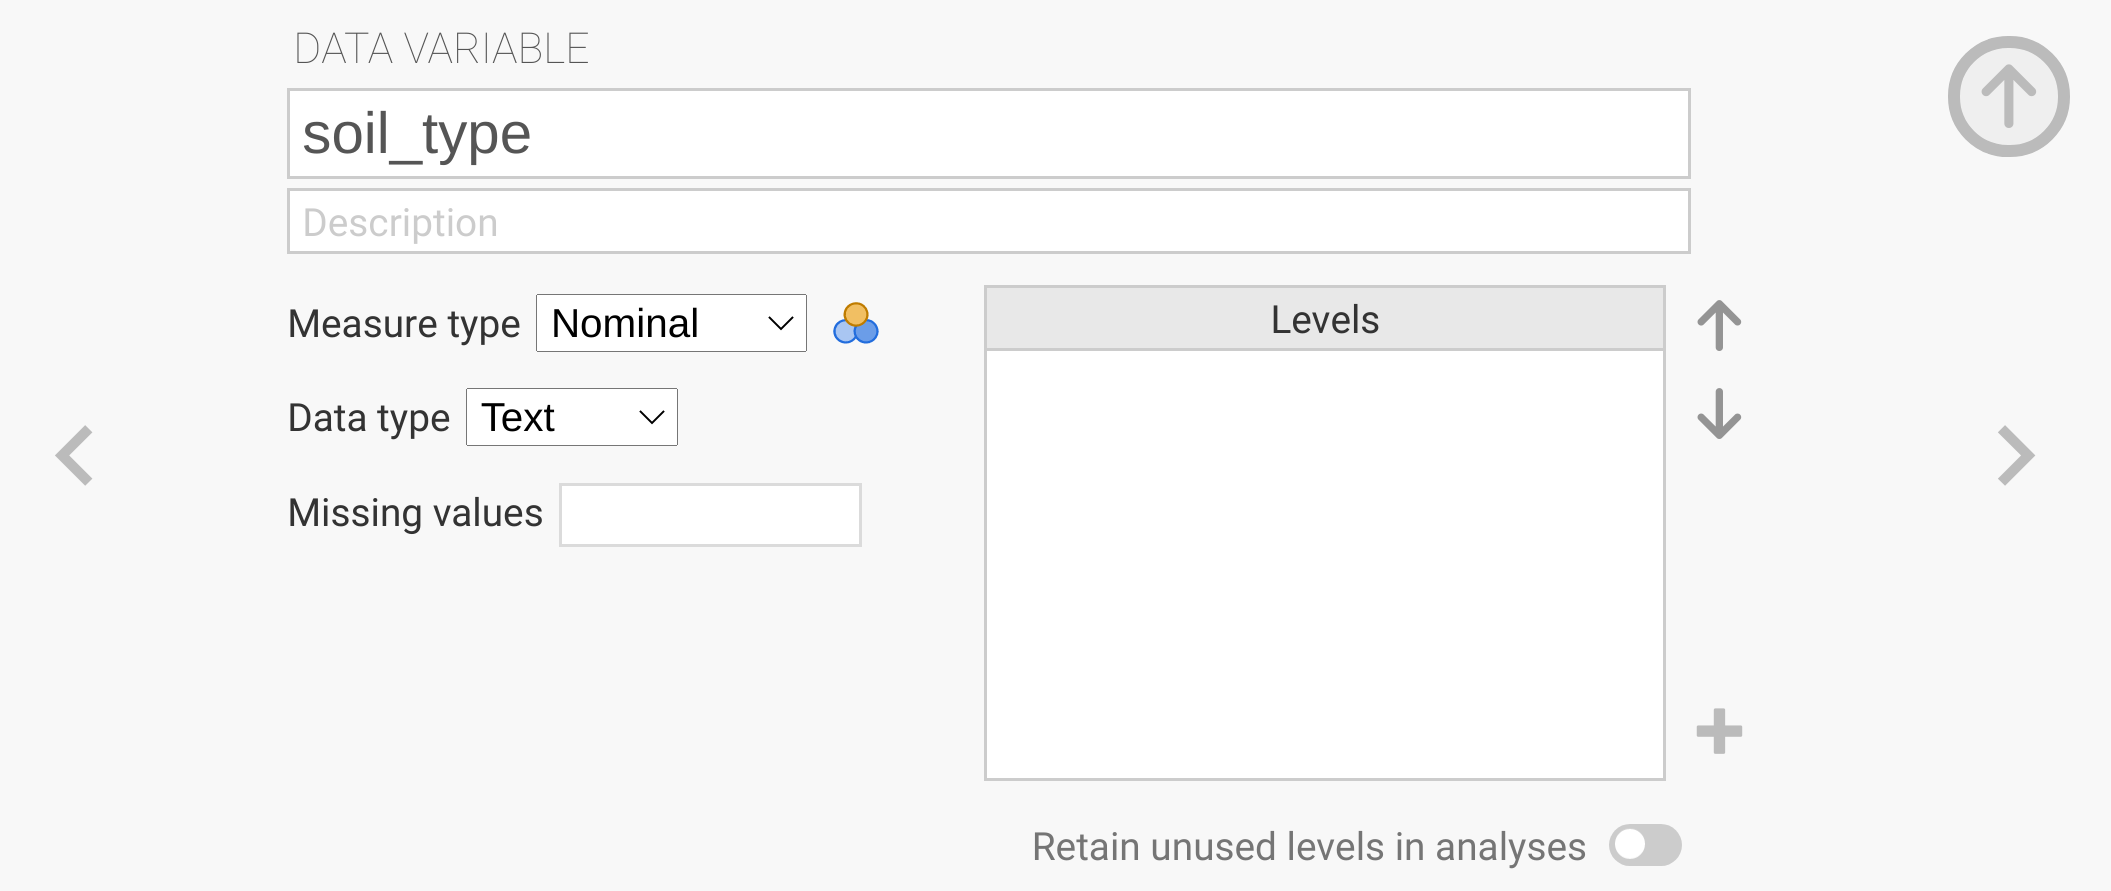 DATA VARIABLE
soil_type
Description
Measure type Nominal
Levels
Data type Text
Missing values
Retain unused levels in analyses